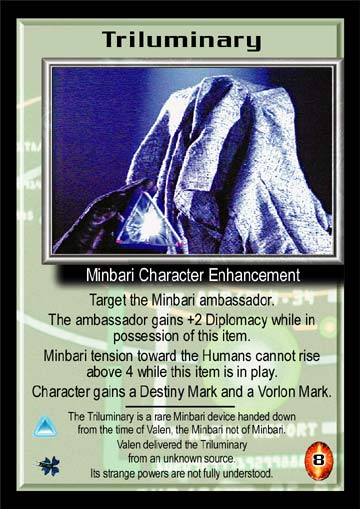 Triluminary
Minbari Character Enhancement
Target the Minbari ambassador.
The ambassador gains +2 Diplomacy while in
possession of this item.
Minbari tension toward the Humans cannot rise
above 4 while this item is in play.
Character gains a Destiny Mark and a Vorlon Mark.
The Triluminary is a rare Minbari device handed down
from the time of Valen, the Minbari not of Minbari.
Valen delivered the Triluminary
from an unknown source.
Its strange powers are not fully understood.
8